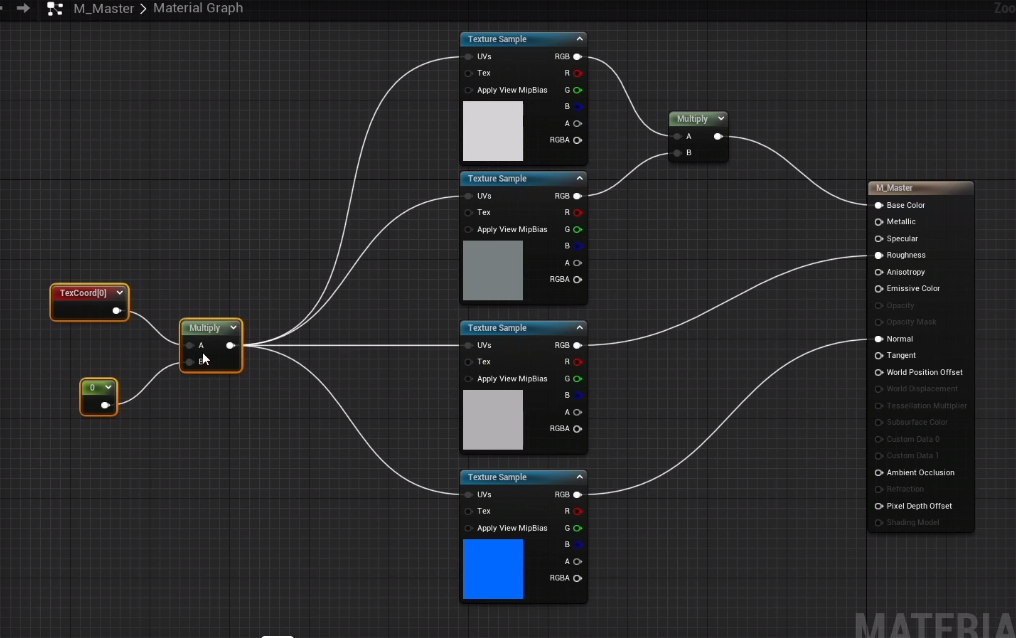 M_Master > Material Graph
Zoo
Texture Sample
UVs RGB
Tex R
Apply View MipBias G
B
A
RGBA
Multiply
A
B
Texture Sample
UVs RGB
Tex R
Apply View MipBias G
B
A
RGBA
M_Master
Base Color
Metallic
Specular
Roughness
Anisotropy
Emissive Color
Opacity
Opacity Mask
Normal
Tangent
World Position Offset
World Displacement
Tessellation Multiplier
Subsurface Color
Custom Data 0
Custom Data 1
Ambient Occlusion
Refraction
Pixel Depth Offset
Shading Model
TexCoord[0]
Multiply
A
B
0
Texture Sample
UVs RGB
Tex R
Apply View MipBias G
B
A
RGBA
Texture Sample
UVs RGB
Tex R
Apply View MipBias G
B
A
RGBA
MATERIA